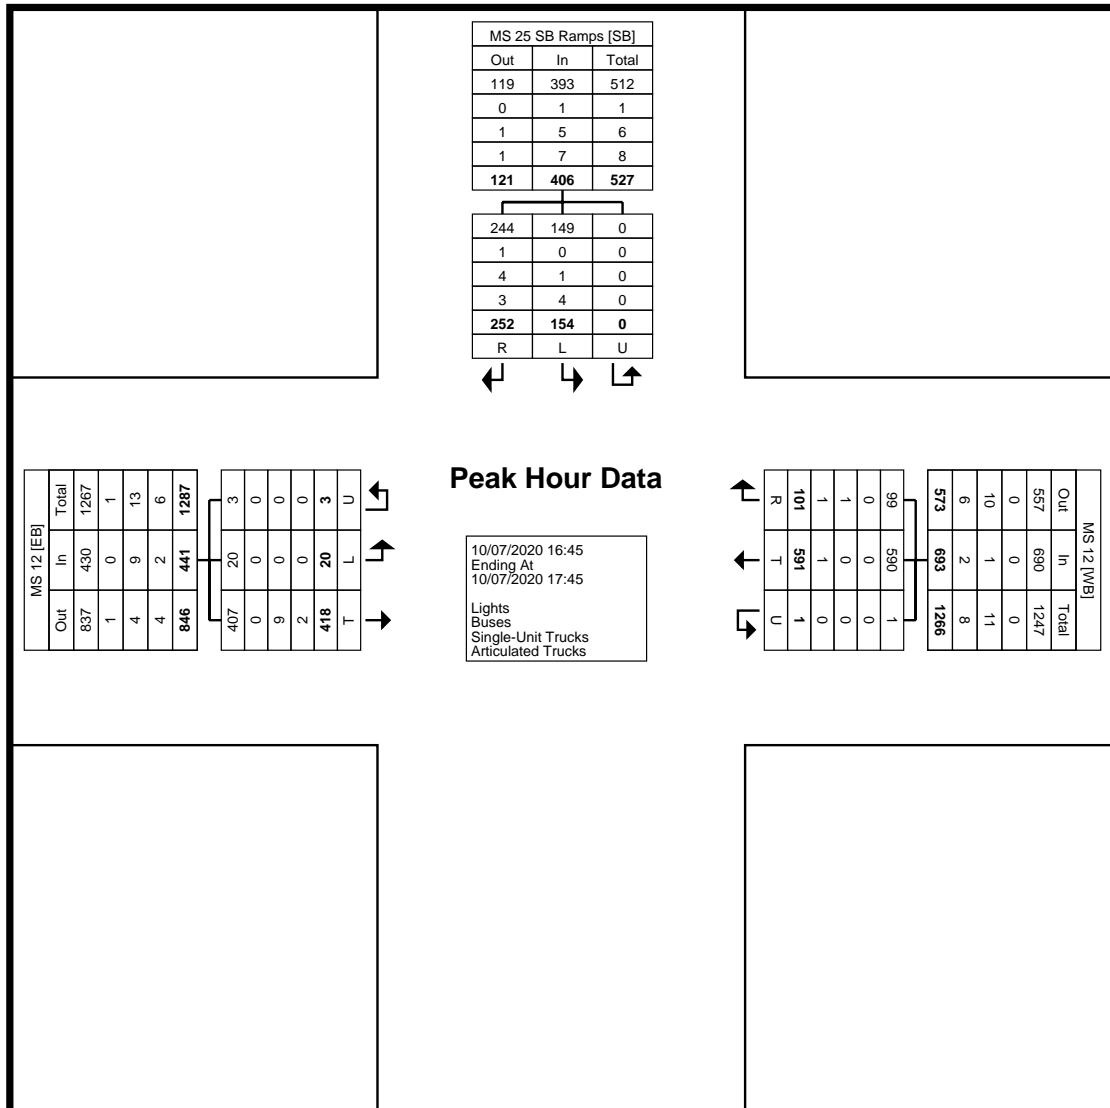 MS 25 SB Ramps [SB]
Out In Total
119 393 512
0 1 1
1 5 6
1 7 8
121 406 527
244 149 0
1 0 0
4 1 0
3 4 0
252 154 0
R L U
Peak Hour Data
10/07/2020 16:45
Ending At
10/07/2020 17:45
Lights
Buses
Single-Unit Trucks
Articulated Trucks
MS 12 [EB]
Out In Total
837 430 1267
1 0 1
4 9 13
4 2 6
846 441 1287
407 20 3
0 0 0
9 0 0
2 0 0
418 20 3
T L U
MS 12 [WB]
Out In Total
557 690 1247
0 0 0
10 1 11
6 2 8
573 693 1266
99 590 1
0 0 0
1 0 0
1 1 0
101 591 1
R T U